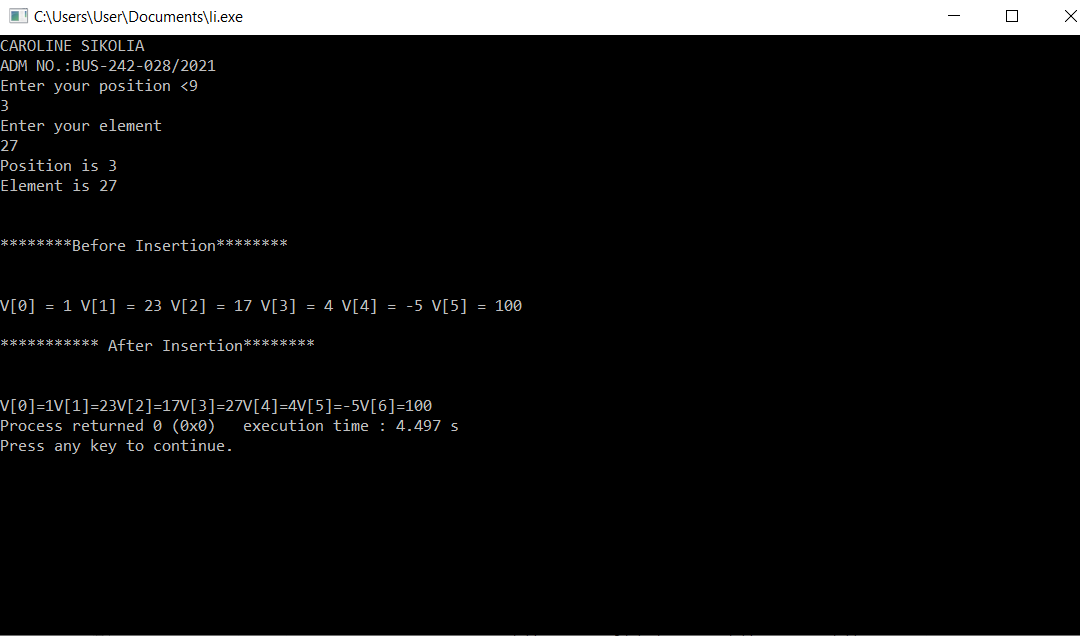 C:\Users\User\Documents\li.exe
CAROLINE SIKOLIA
ADM NO.:BUS-242-028/2021
Enter your position <9
3
Enter your element
27
Position is 3
Element is 27
********Before Insertion********
V[0] = 1 V[1] = 23 V[2] = 17 V[3] = 4 V[4] = -5 V[5] = 100
*********** After Insertion********
V[0]=1V[1]=23V[2]=17V[3]=27V[4]=4V[5]=-5V[6]=100
Process returned 0 (0x0)   execution time : 4.497 s
Press any key to continue.